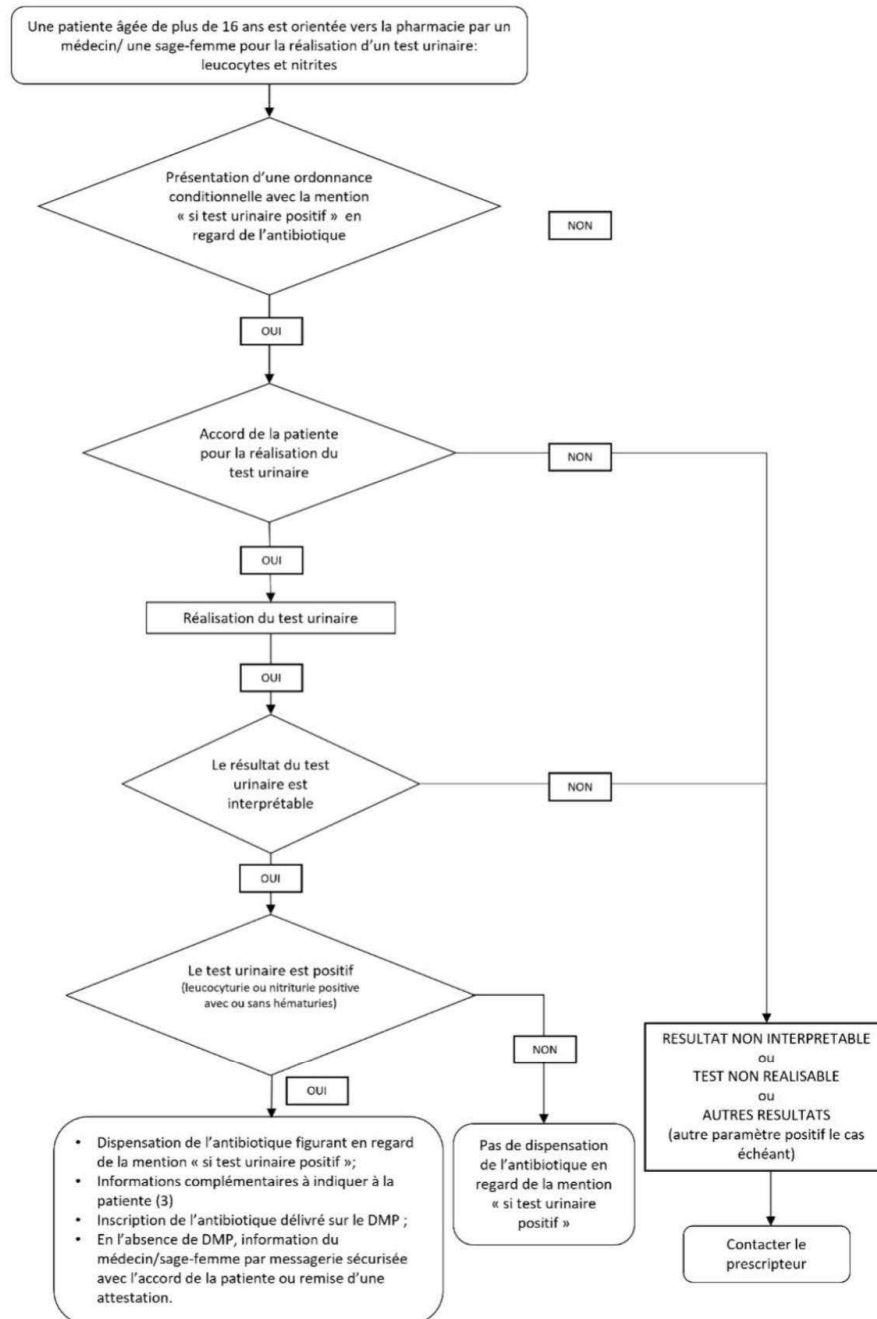 Une patiente âgée de plus de 16 ans est orientée vers la pharmacie par un
médecin/ une sage-femme pour la réalisation d'un test urinaire:
leucocytes et nitrites
Présentation d'une ordonnance
conditionnelle avec la mention
« si test urinaire positif » en
regard de l'antibiotique
NON
OUI
Accord de la patiente
pour la réalisation du
test urinaire
NON
OUI
Réalisation du test urinaire
OUI
Le résultat du test
urinaire est
interprétable
NON
OUI
Le test urinaire est positif
(leucocyturie ou nitriturie positive
avec ou sans hématuries)
NON
OUI
• Dispensation de l'antibiotique figurant en regard
de la mention « si test urinaire positif »;
• Informations complémentaires à indiquer à la
patiente (3)
• Inscription de l'antibiotique délivré sur le DMP ;
• En l'absence de DMP, information du
médecin/sage-femme par messagerie sécurisée
avec l'accord de la patiente ou remise d'une
attestation.
Pas de dispensation
de l'antibiotique en
regard de la mention
« si test urinaire
positif »
RESULTAT NON INTERPRETABLE
ou
TEST NON REALISABLE
ou
AUTRES RESULTATS
(autre paramètre positif le cas
échéant)
Contacter le
prescripteur